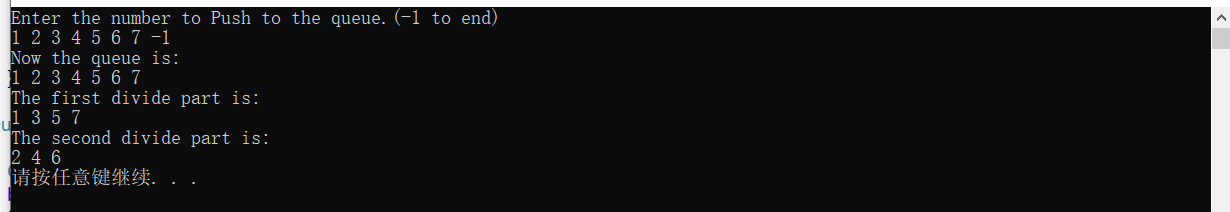 Enter the number to Push to the queue.(-1 to end)
1 2 3 4 5 6 7 -1
Now the queue is:
1 2 3 4 5 6 7
The first divide part is:
1 3 5 7
The second divide part is:
2 4 6
请按任意键继续. . .